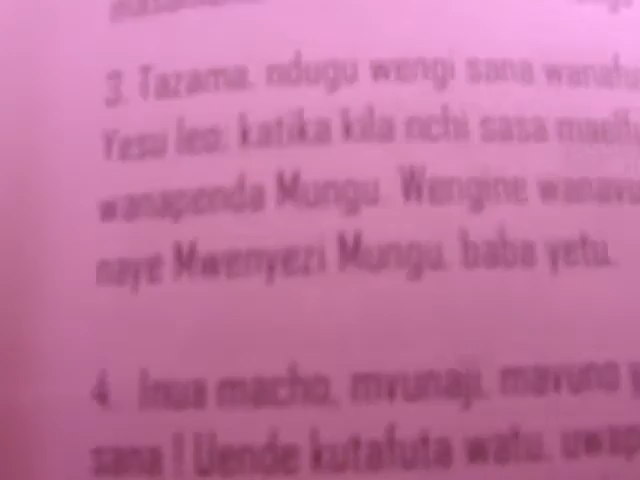 3. Tazama, ndugu wengi sana
Yesu leo; katika kila nchi sasa
wanapenda Mungu. Wengine
naye Mwenyezi Mungu, baba yetu.
4. Inua macho, mvunaji, mavuno
sana ! Uende kutafuta watu,